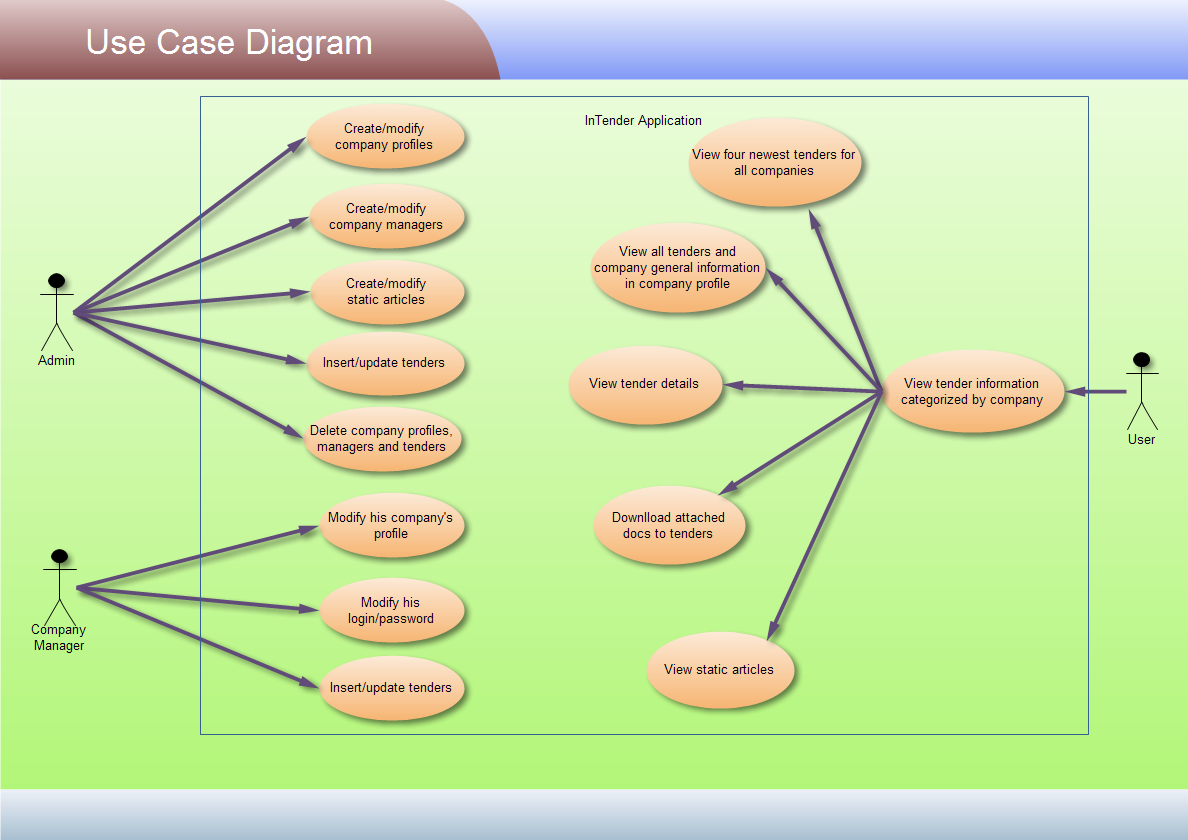 Use Case Diagram
InTender Application
Create/modify
company profiles
Create/modify
company managers
Create/modify
static articles
Insert/update tenders
Delete company profiles,
managers and tenders
Admin
Modify his company's
profile
Modify his
login/password
Insert/update tenders
Company
Manager
View four newest tenders for
all companies
View all tenders and
company general information
in company profile
View tender details
Downlload attached
docs to tenders
View static articles
View tender information
categorized by company
User